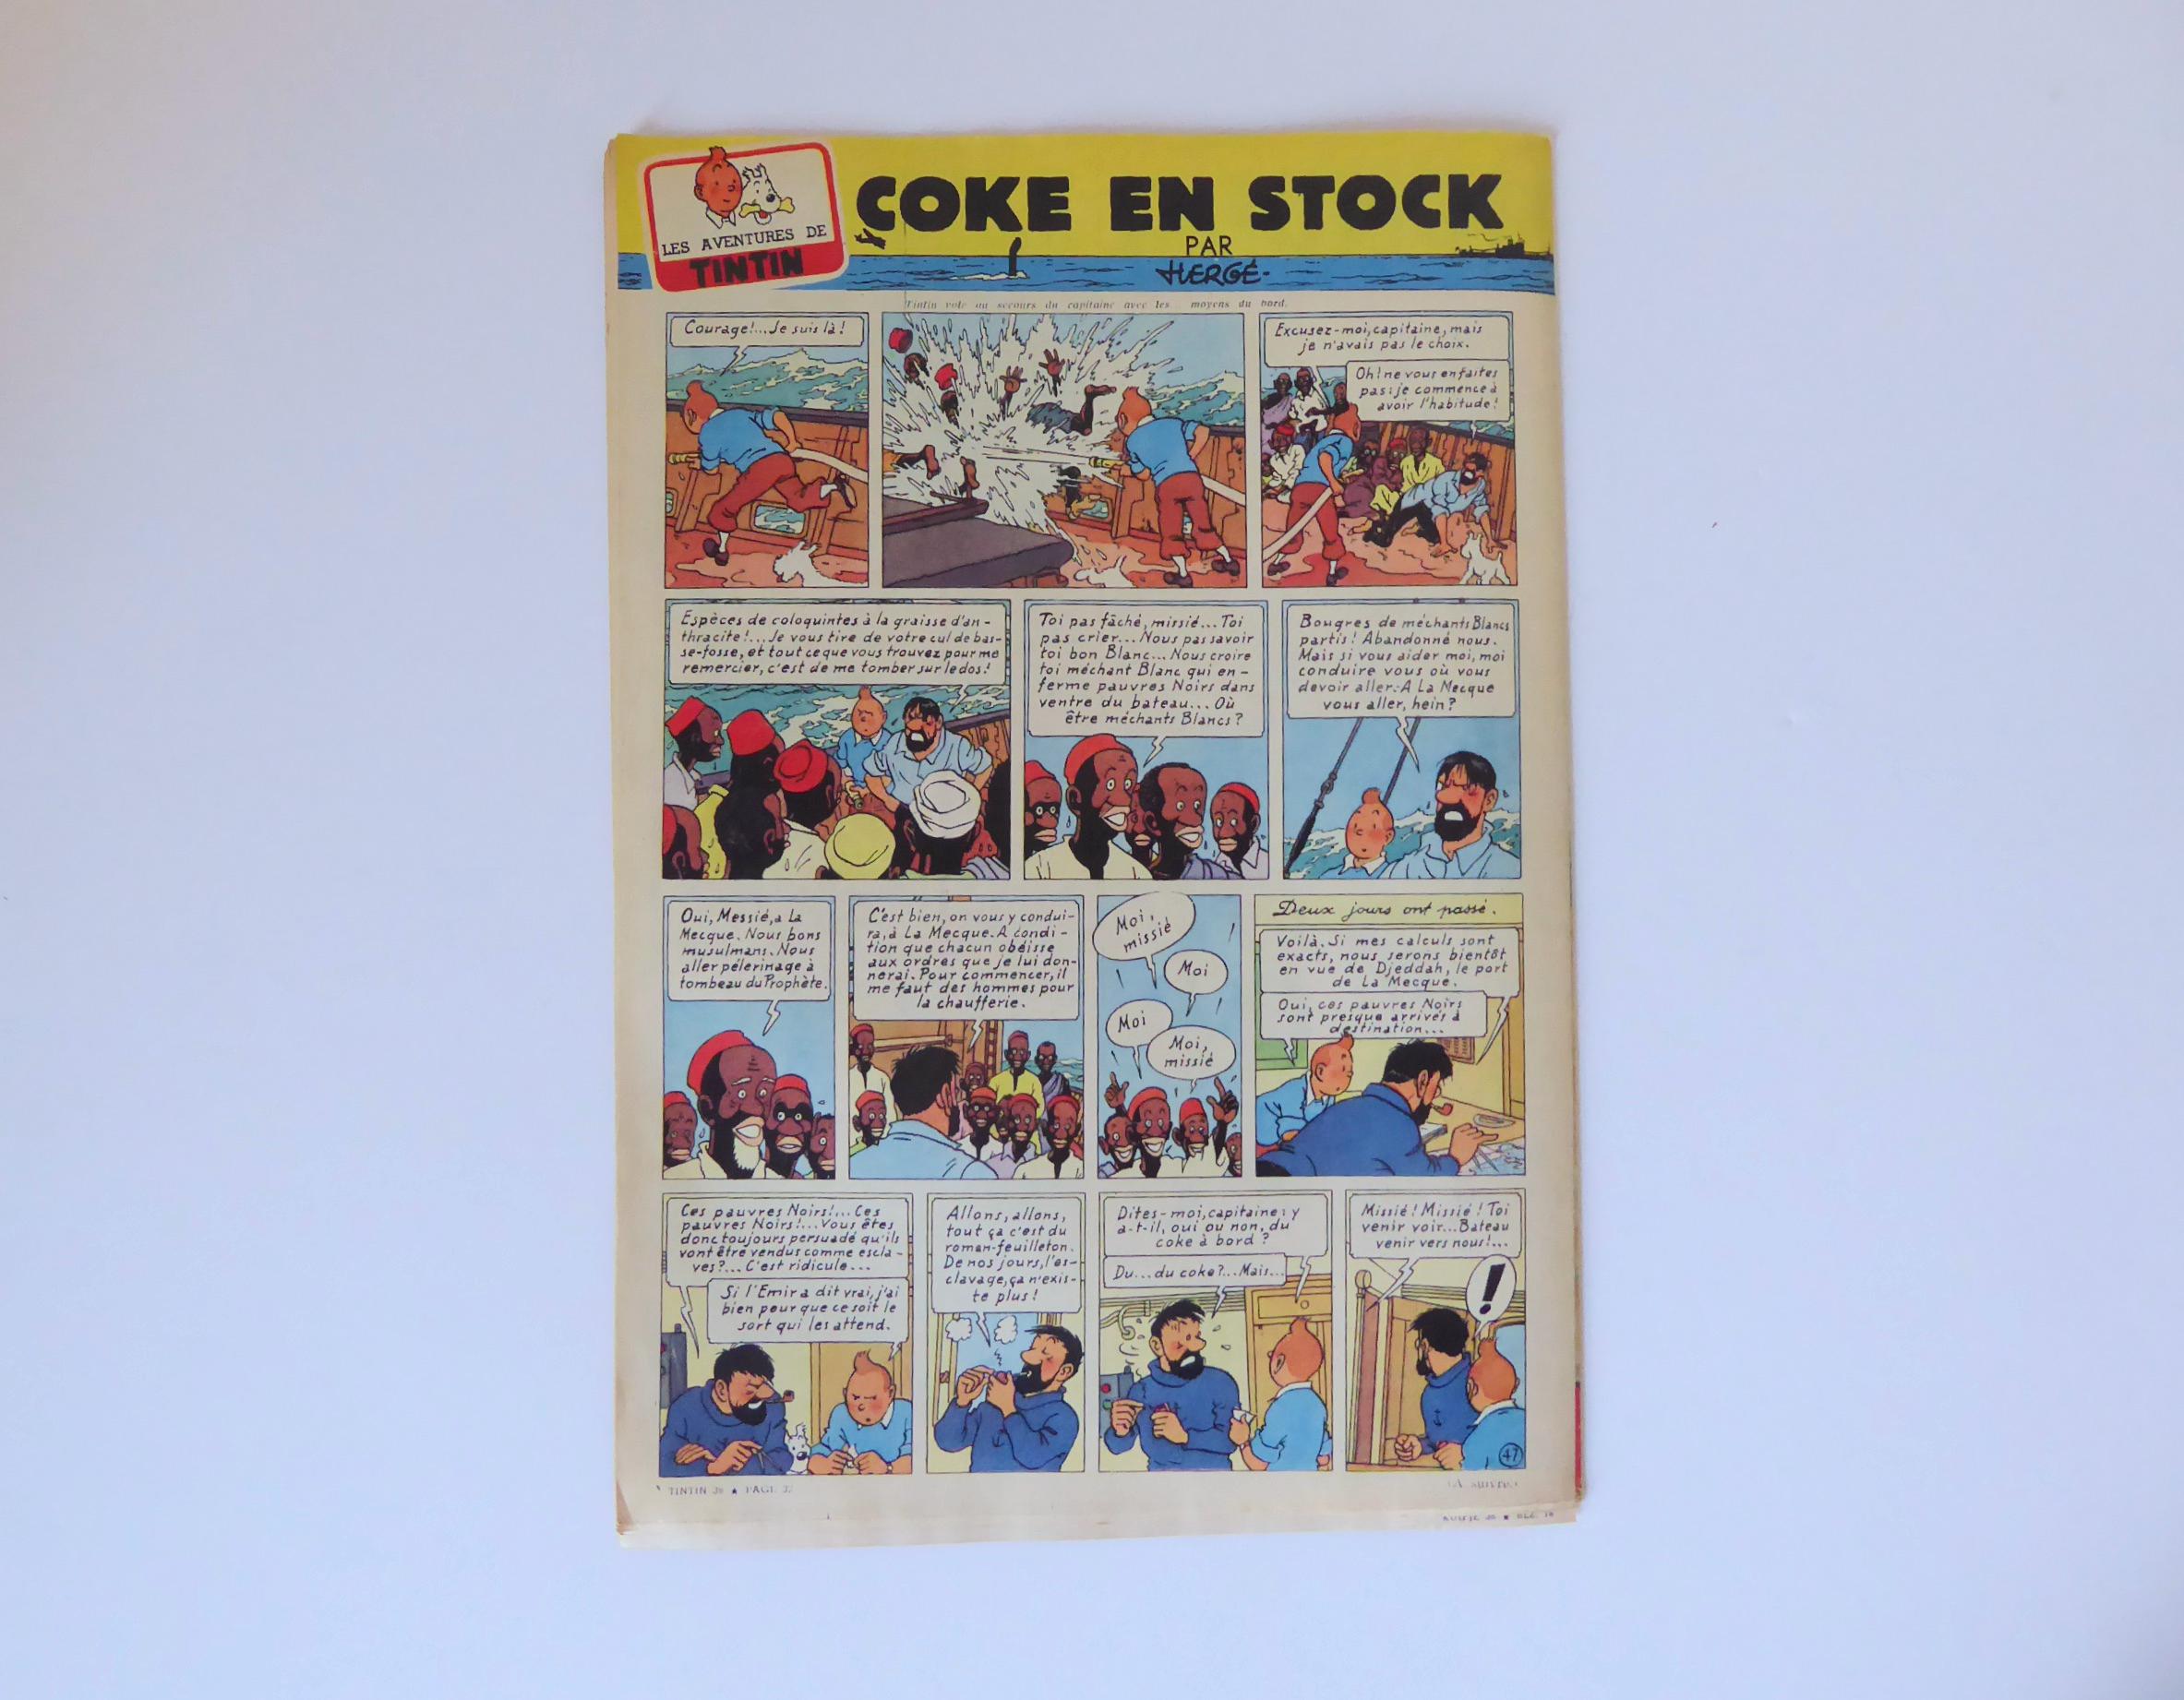 LES AVENTURES DE
TINTIN
COKE EN STOCK
PAR
HERGÉ-
Tintin vole au secours du capitaine avec les moyens du bord.
Courage!...Je suis là!
Excusez-moi, capitaine, mais
je n'avais pas le choix.
Oh! ne vous en faites
pas: je commence à
avoir l'habitude!
Espèces de coloquintes à la graisse d'an-
thracite!...Je vous tire de votre cul de bas-
se-fosse, et tout ce que vous trouvez pour me
remercier, c'est de me tomber sur le dos!
Toi pas fâché, missié... Toi
pas crier... Nous pas savoir
toi bon Blanc... Nous croire
toi méchant Blanc qui en-
ferme pauvres Noirs dans
ventre du bateau... Où
être méchants Blancs?
Bougres de méchants Blancs
partis! Abandonné nous.
Mais si vous aider moi, moi
conduire vous où vous
devoir aller: A La Mecque
vous aller, hein?
Oui, Messié, a La
Mecque. Nous bons
musulmans. Nous
aller pélerinage à
tombeau du Prophète.
C'est bien, on vous y condui-
ra, à La Mecque. A condi-
tion que chacun obéisse
aux ordres que je lui don-
nerai. Pour commencer, il
me faut des hommes pour
la chaufferie.
Moi,
missié
Moi
Moi
Moi,
missié
Deux jours ont passé.
Voilà. Si mes calculs sont
exacts, nous serons bientôt
en vue de Djeddah, le port
de La Mecque.
Oui, ces pauvres Noirs
sont presque arrivés à
destination...
Ces pauvres Noirs!... Ces
pauvres Noirs!...Vous êtes
donc toujours persuadé qu'ils
vont être vendus comme escla-
ves?... C'est ridicule...
Si l'Emir a dit vrai, j'ai
bien peur que ce soit le
sort qui les attend.
Allons, allons,
tout ça c'est du
roman-feuilleton.
De nos jours, l'es-
clavage, ça n'exis-
te plus!
Dites-moi, capitaine: y
a-t-il, oui ou non, du
coke à bord?
Du... du coke?... Mais...
Missié! Missié! Toi
venir voir... Bateau
venir vers nous!...
!
47
TINTIN ▲ PAGE
(A suivre)
KUIFJE